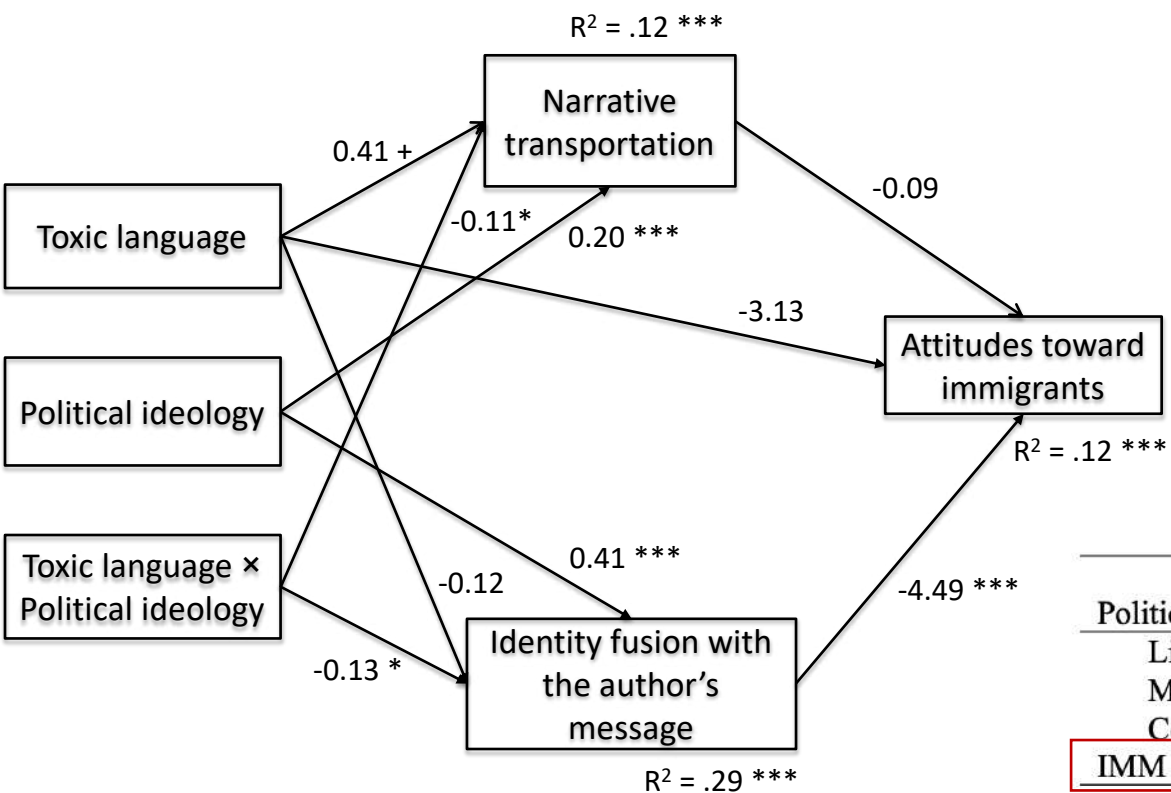 R² = .12 ***
Narrative
transportation
0.41 +
-0.09
Toxic language
-0.11*
0.20 ***
-3.13
Attitudes toward
immigrants
Political ideology
R² = .12 ***
Toxic language ×
Political ideology
0.41 ***
-0.12
-4.49 ***
-0.13 *
Identity fusion with
the author's
message
R² = .29 ***
IMM